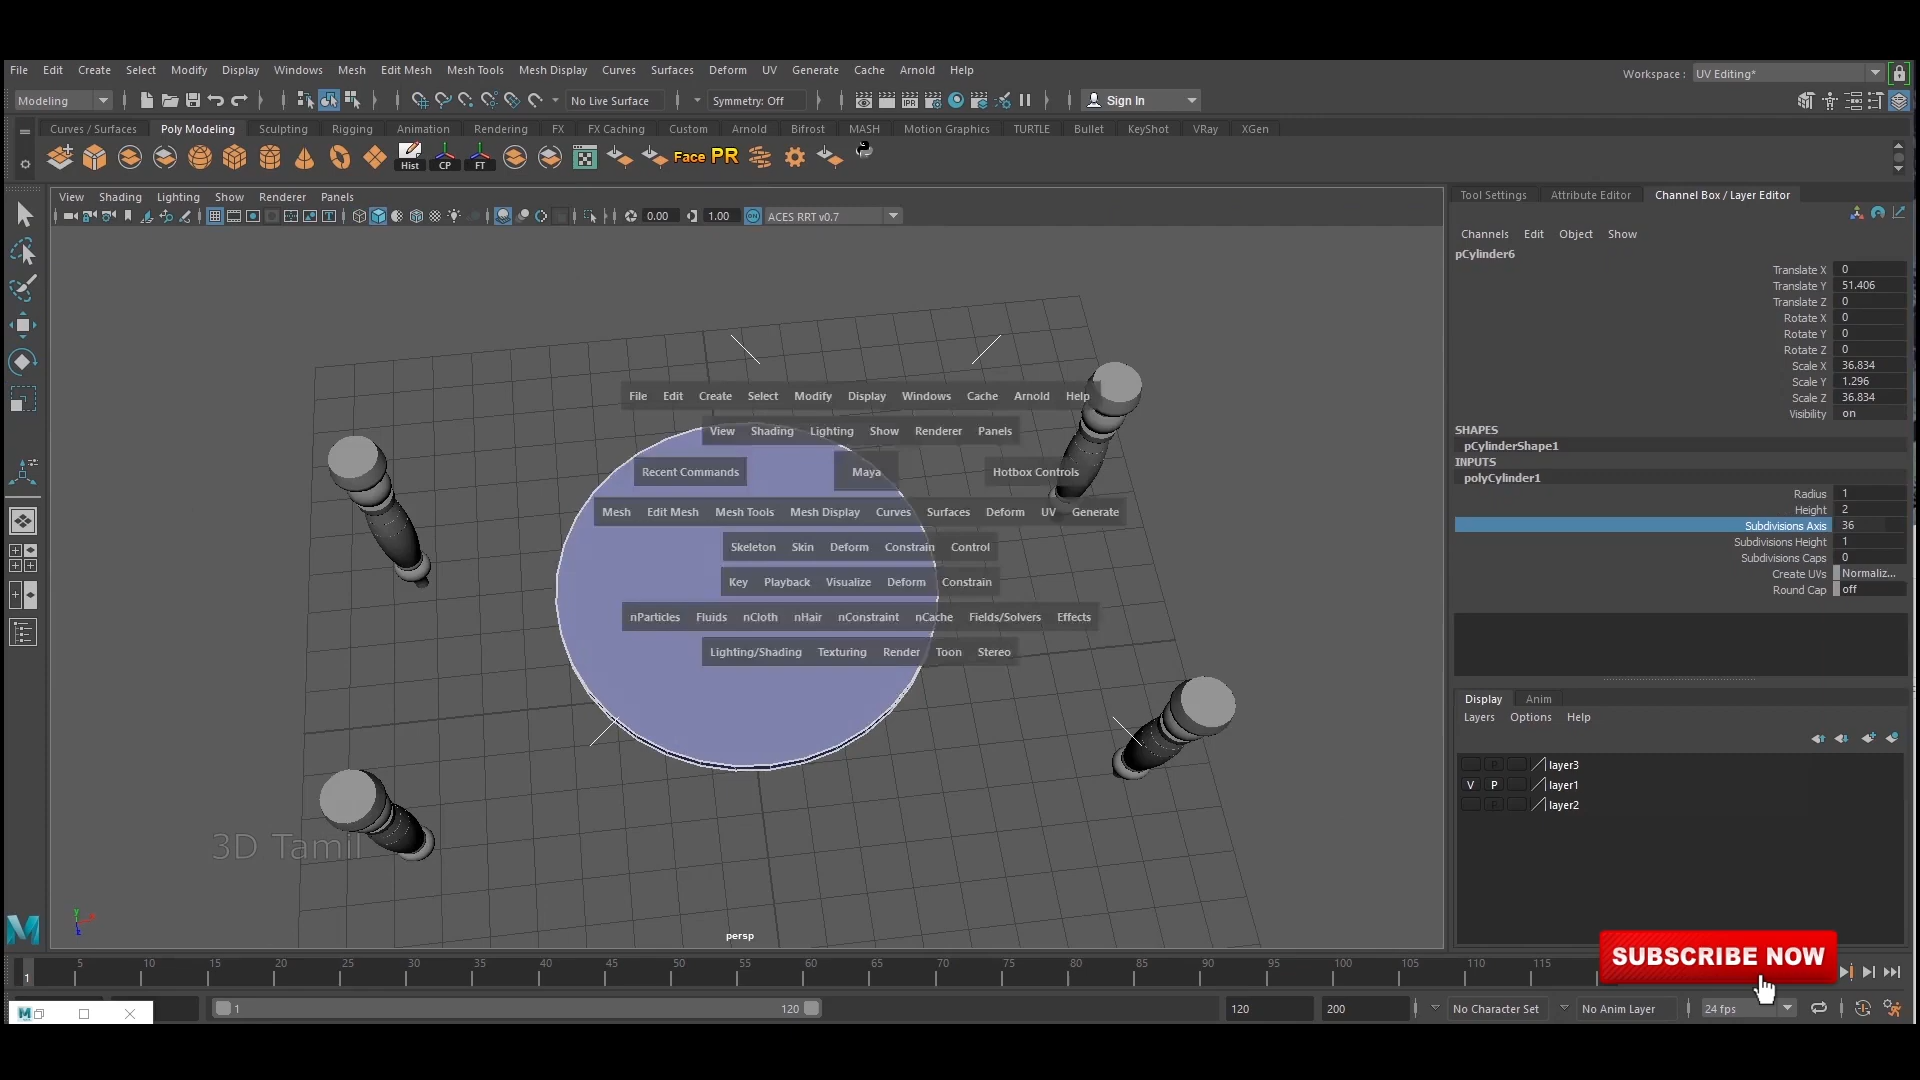 File Edit Create Select Modify Display Windows Mesh Edit Mesh Mesh Tools Mesh Display Curves Surfaces Deform UV Generate Cache Arnold Help
Workspace : UV Editing*
Modeling No Live Surface Symmetry: Off IPR Sign In
Curves / Surfaces Poly Modeling Sculpting Rigging Animation Rendering FX FX Caching Custom Arnold Bifrost MASH Motion Graphics TURTLE Bullet KeyShot VRay XGen
Hist CP FT Face PR
View Shading Lighting Show Renderer Panels
0.00 1.00 ON ACES RRT v0.7
Tool Settings Attribute Editor Channel Box / Layer Editor
Channels Edit Object Show
pCylinder6
Translate X 0
Translate Y 51.406
Translate Z 0
Rotate X 0
Rotate Y 0
Rotate Z 0
Scale X 36.834
Scale Y 1.296
Scale Z 36.834
Visibility on
SHAPES
pCylinderShape1
INPUTS
polyCylinder1
Radius 1
Height 2
Subdivisions Axis 36
Subdivisions Height 1
Subdivisions Caps 0
Create UVs Normaliz...
Round Cap off
File Edit Create Select Modify Display Windows Cache Arnold Help
View Shading Lighting Show Renderer Panels
Recent Commands Maya Hotbox Controls
Mesh Edit Mesh Mesh Tools Mesh Display Curves Surfaces Deform UV Generate
Skeleton Skin Deform Constrain Control
Key Playback Visualize Deform Constrain
nParticles Fluids nCloth nHair nConstraint nCache Fields/Solvers Effects
Lighting/Shading Texturing Render Toon Stereo
3D Tamil
y
z
persp
Display Anim
Layers Options Help
P layer3
V P layer1
P layer2
SUBSCRIBE NOW
1 5 10 15 20 25 30 35 40 45 50 55 60 65 70 75 80 85 90 95 100 105 110 115
M
1 120 120 200 No Character Set No Anim Layer 24 fps